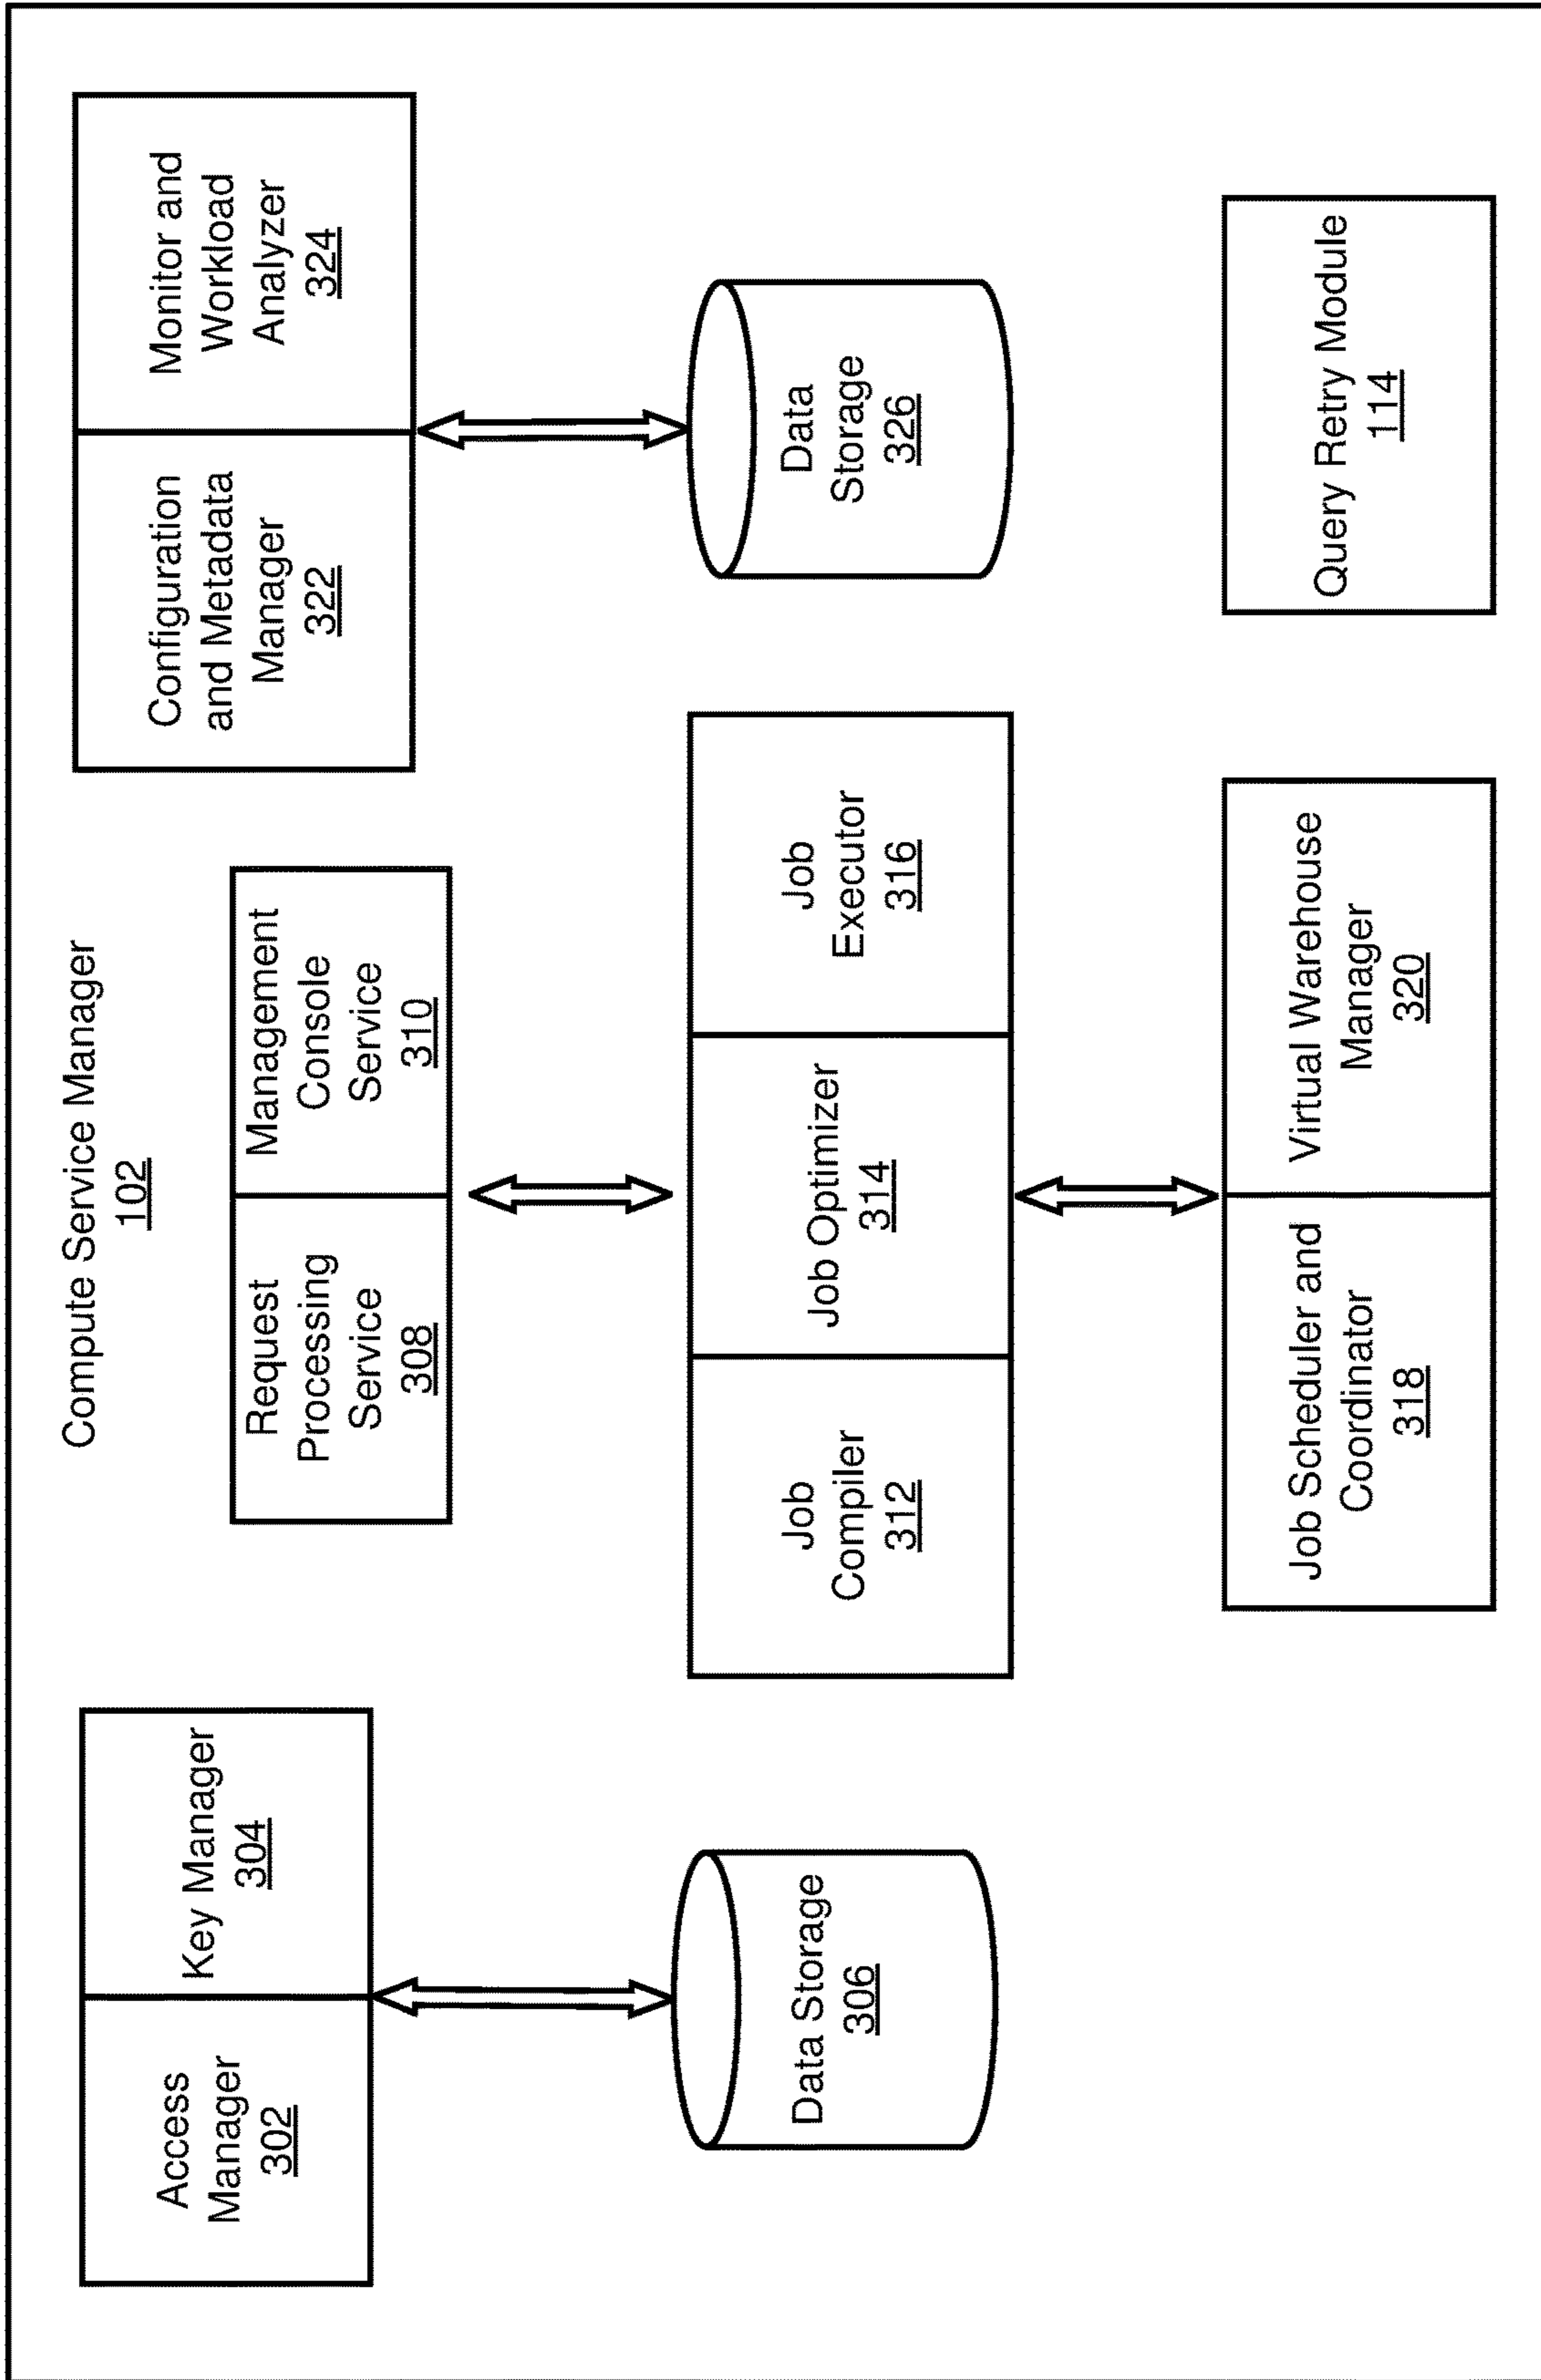 Compute Service Manager
102
Access
Manager
302
Key Manager
304
Request
Processing
Service
308
Management
Console
Service
310
Configuration
and Metadata
Manager
322
Monitor and
Workload
Analyzer
324
Data Storage
306
Job
Compiler
312
Job Optimizer
314
Job
Executor
316
Data
Storage
326
Job Scheduler and
Coordinator
318
Virtual Warehouse
Manager
320
Query Retry Module
114